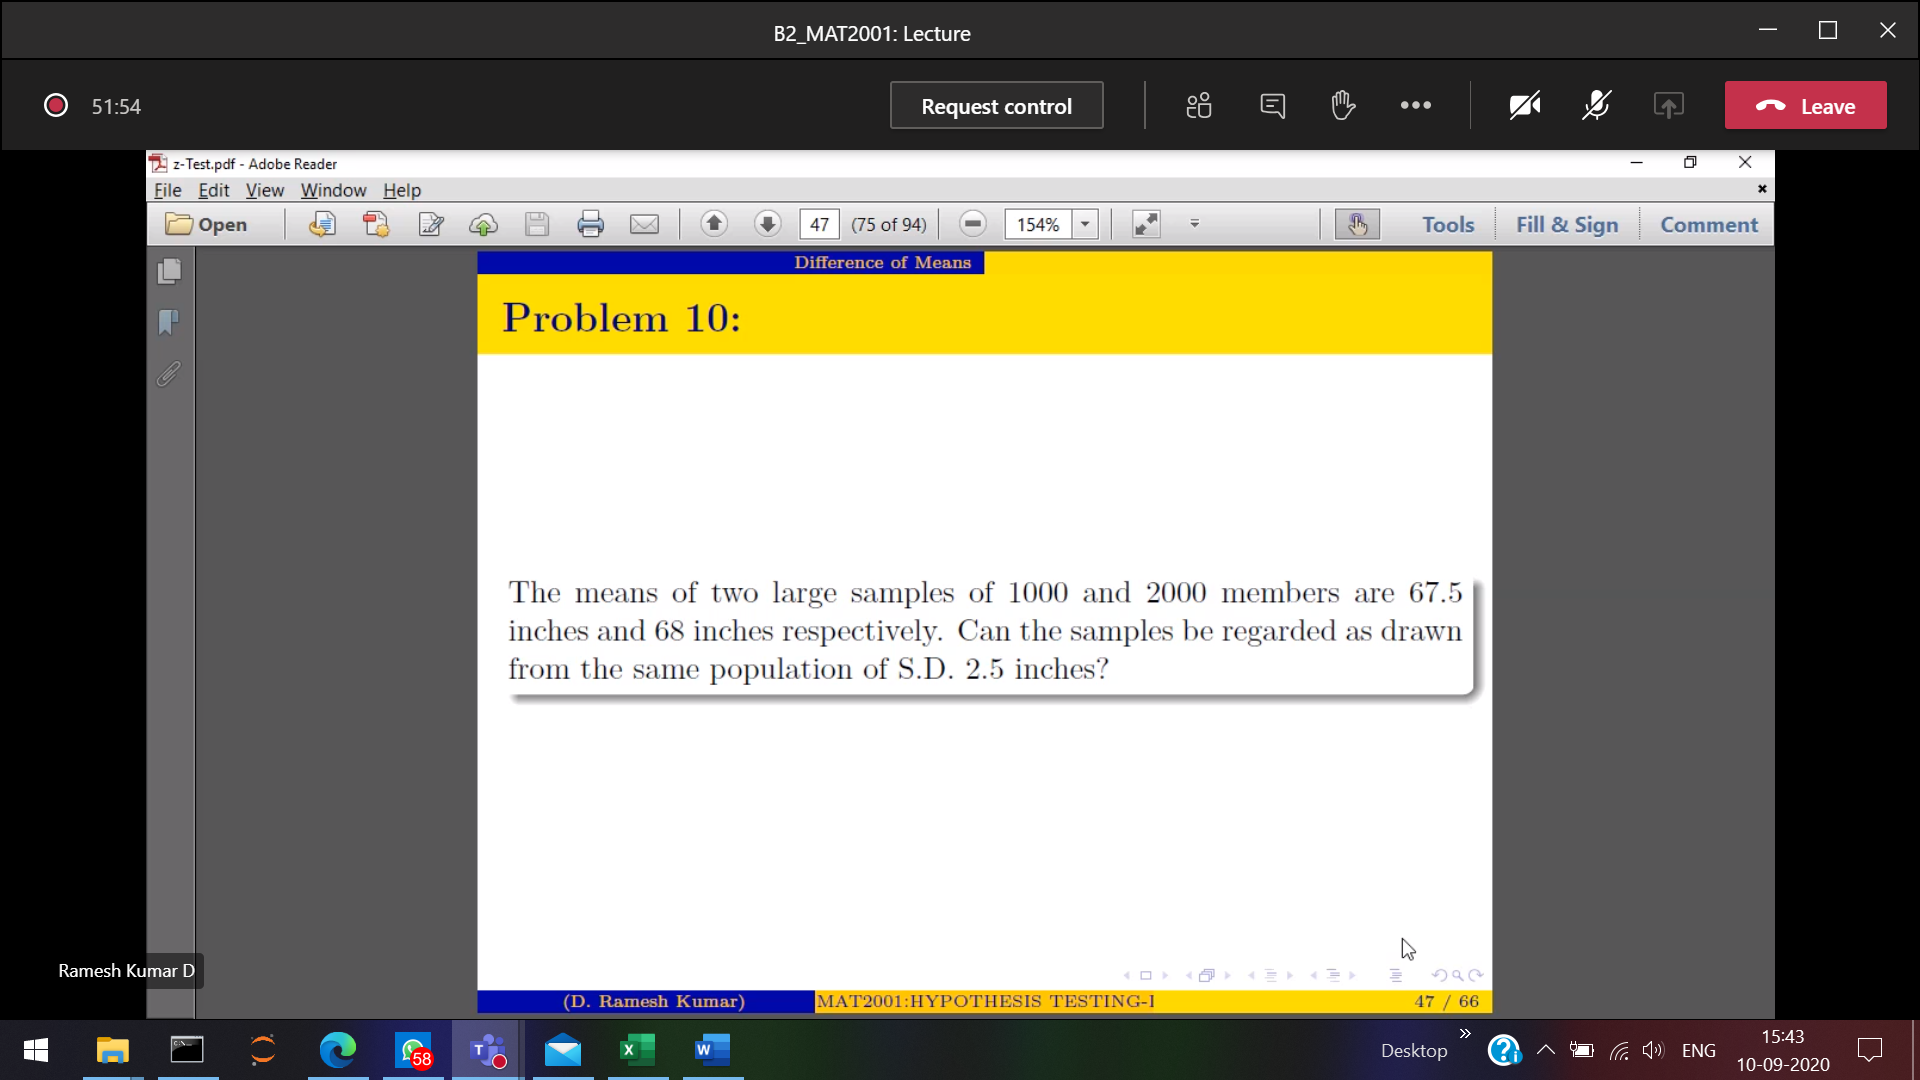 B2_MAT2001: Lecture
51:54
Request control
Leave
z-Test.pdf - Adobe Reader
File Edit View Window Help
Open
47 (75 of 94)
154%
Tools
Fill & Sign
Comment
Difference of Means
Problem 10:
The means of two large samples of 1000 and 2000 members are 67.5
inches and 68 inches respectively. Can the samples be regarded as drawn
from the same population of S.D. 2.5 inches?
Ramesh Kumar D
(D. Ramesh Kumar)
MAT2001:HYPOTHESIS TESTING-I
47 / 66
58
Desktop
ENG
15:43
10-09-2020